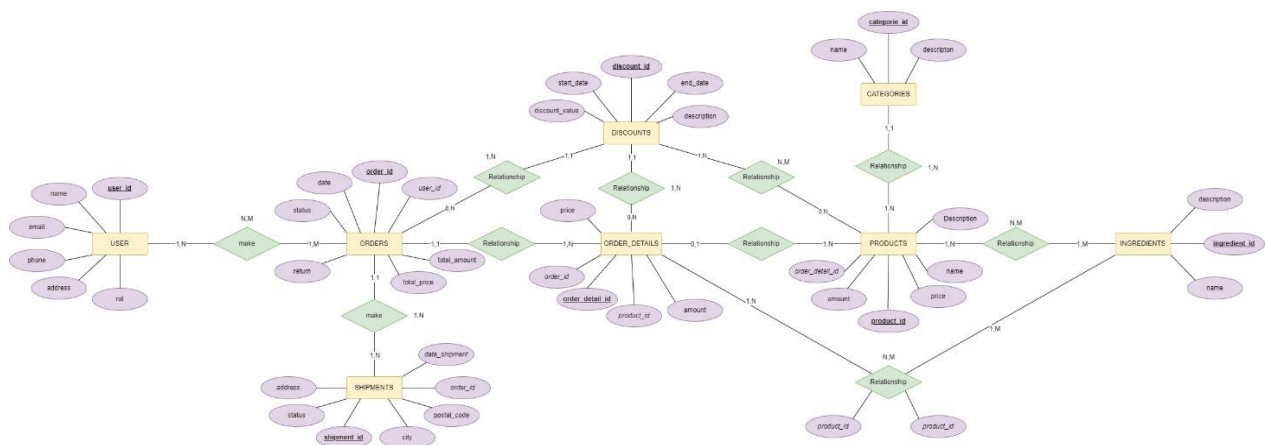 categorie_id
name
descripton
CATEGORIES
1,1
Relationship
1,N
1,N
discount_id
start_date
end_date
discount_value
description
DISCOUNTS
1,N
1,1
Relationship
0,N
1,1
Relationship
1,N
0,N
1,N
N,M
Relationship
0,N
name
user_id
email
phone
address
rol
USER
1,N
N,M
make
1,M
date
order_id
user_id
status
ORDERS
return
total_amount
total_price
1,1
Relationship
1,N
price
ORDER_DETAILS
order_id
order_detail_id
product_id
amount
0,1
Relationship
1,N
Description
PRODUCTS
order_detail_id
name
amount
price
product_id
1,N
N,M
Relationship
1,M
description
INGREDIENTS
ingredient_id
name
1,1
make
1,N
1,N
date_shipment
address
SHIPMENTS
order_id
status
postal_code
shipment_id
city
1,N
1,M
N,M
Relationship
product_id
product_id